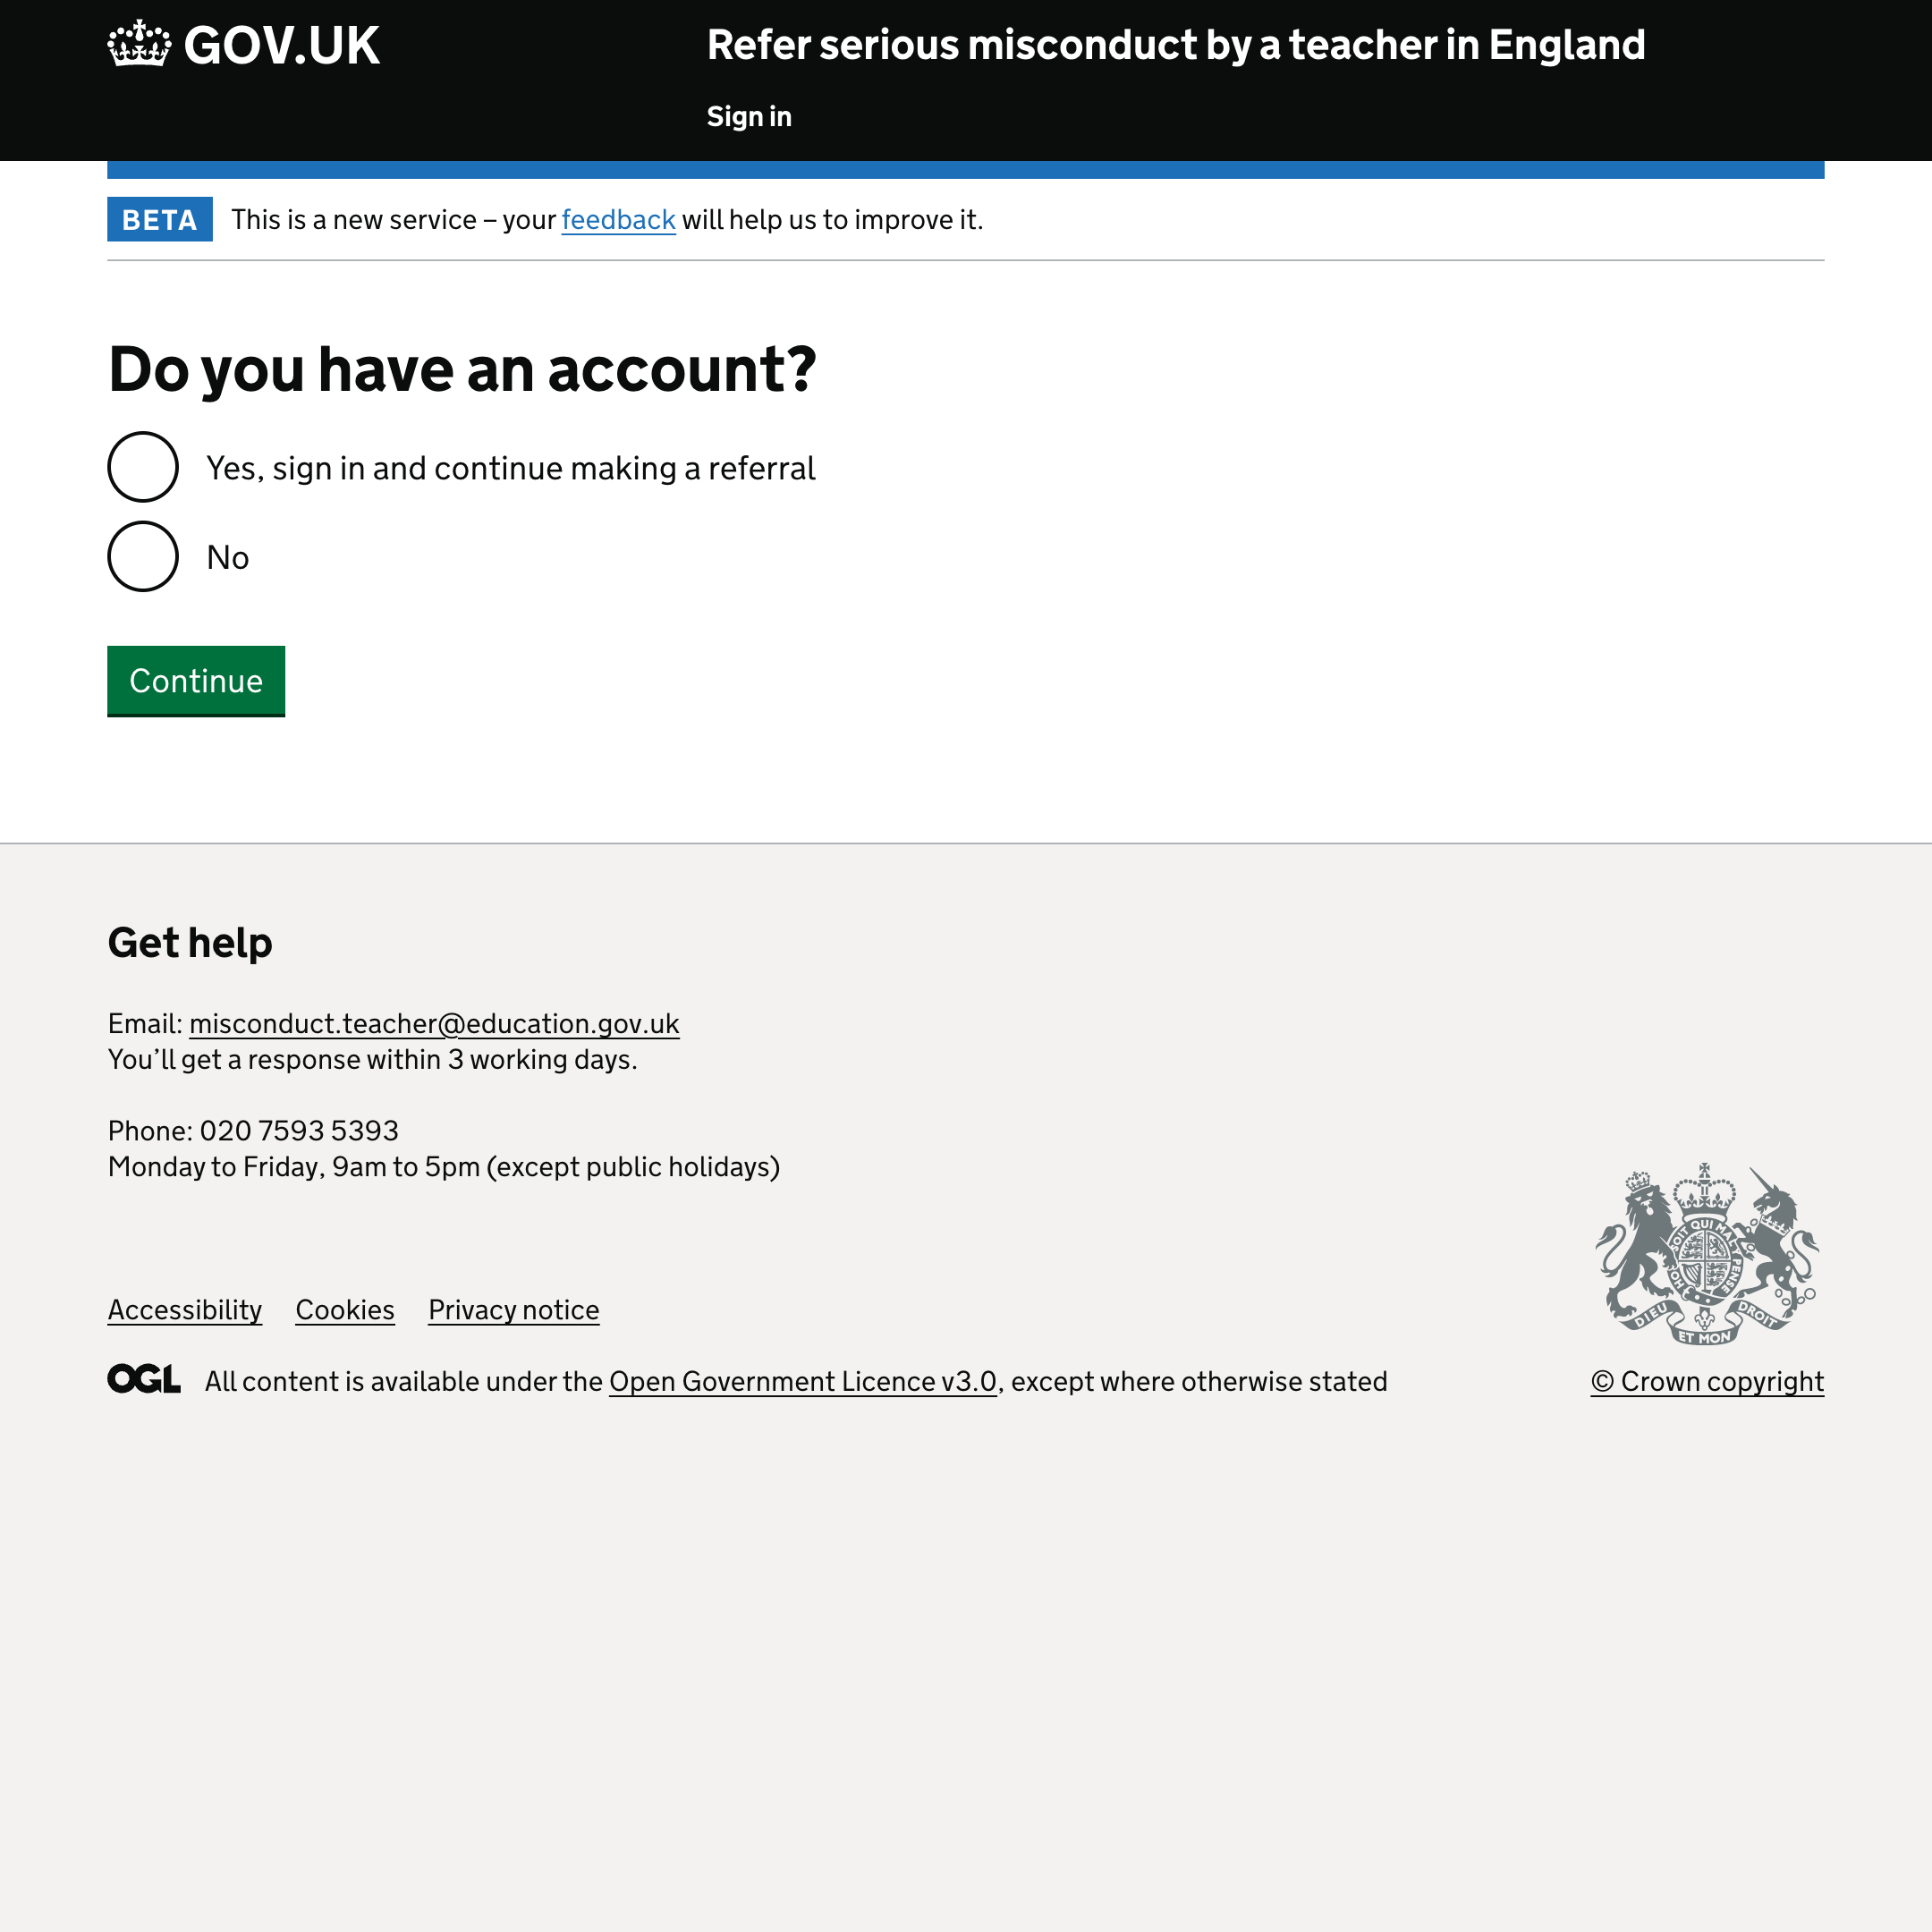 GOV.UK
Refer serious misconduct by a teacher in England
Sign in
BETA
This is a new service – your feedback will help us to improve it.
Do you have an account?
Yes, sign in and continue making a referral
No
Continue
Get help
Email: misconduct.teacher@education.gov.uk
You’ll get a response within 3 working days.
Phone: 020 7593 5393
Monday to Friday, 9am to 5pm (except public holidays)
SOIT QUI MAL
HO
PENSE
DIEU
ET MON
DROIT
Accessibility
Cookies
Privacy notice
OGL
All content is available under the Open Government Licence v3.0, except where otherwise stated
© Crown copyright